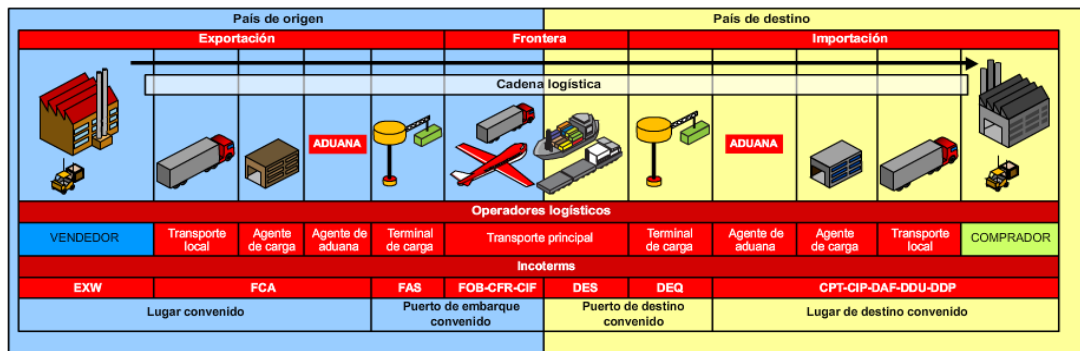 País de origen
País de destino
Exportación
Frontera
Importación
Cadena logística
ADUANA
ADUANA
Operadores logísticos
VENDEDOR
Transporte
local
Agente
de carga
Agente de
aduana
Terminal
de carga
Transporte principal
Terminal
de carga
Agente de
aduana
Agente
de carga
Transporte
local
COMPRADOR
Incoterms
EXW
FCA
FAS
FOB-CFR-CIF
DES
DEQ
CPT-CIP-DAF-DDU-DDP
Lugar convenido
Puerto de embarque
convenido
Puerto de destino
convenido
Lugar de destino convenido